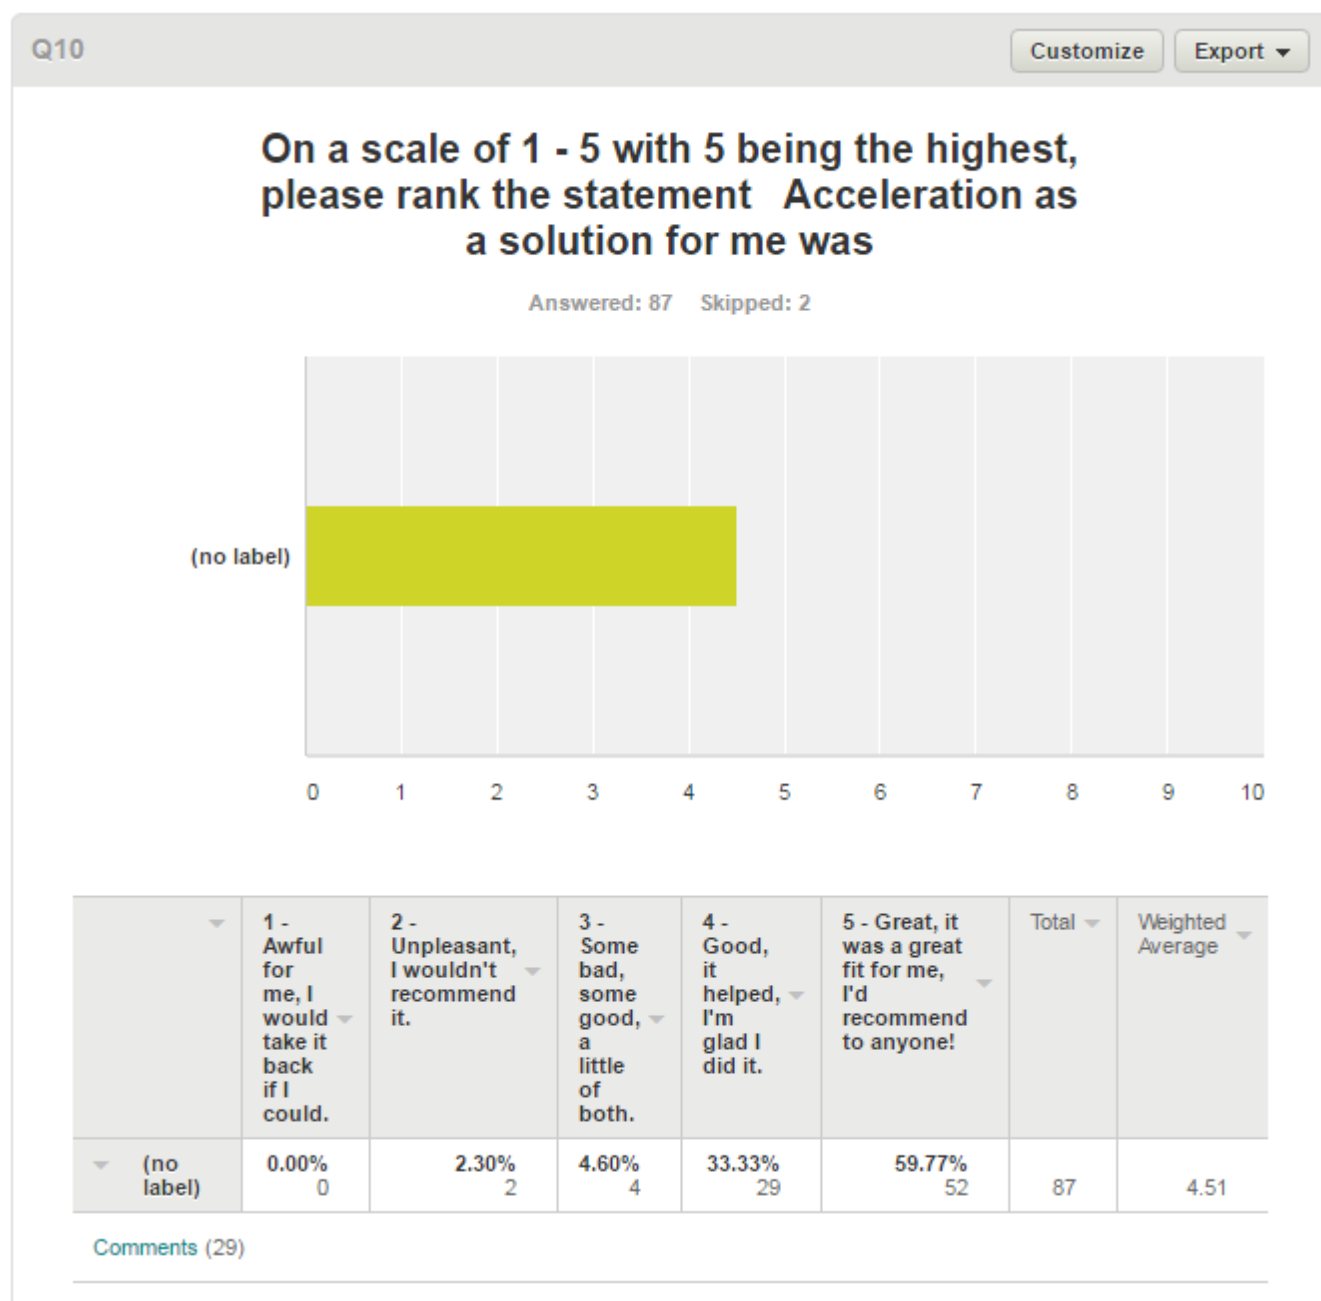 Q10
Customize
Export
On a scale of 1 - 5 with 5 being the highest,
please rank the statement   Acceleration as
a solution for me was
Answered: 87   Skipped: 2
(no label)
0 1 2 3 4 5 6 7 8 9 10
1 -
Awful
for
me, I
would
take it
back
if I
could.
2 -
Unpleasant,
I wouldn't
recommend
it.
3 -
Some
bad,
some
good,
a
little
of
both.
4 -
Good,
it
helped,
I'm
glad I
did it.
5 - Great, it
was a great
fit for me,
I'd
recommend
to anyone!
Total
Weighted
Average
(no
label)
0.00%
0
2.30%
2
4.60%
4
33.33%
29
59.77%
52
87
4.51
Comments (29)